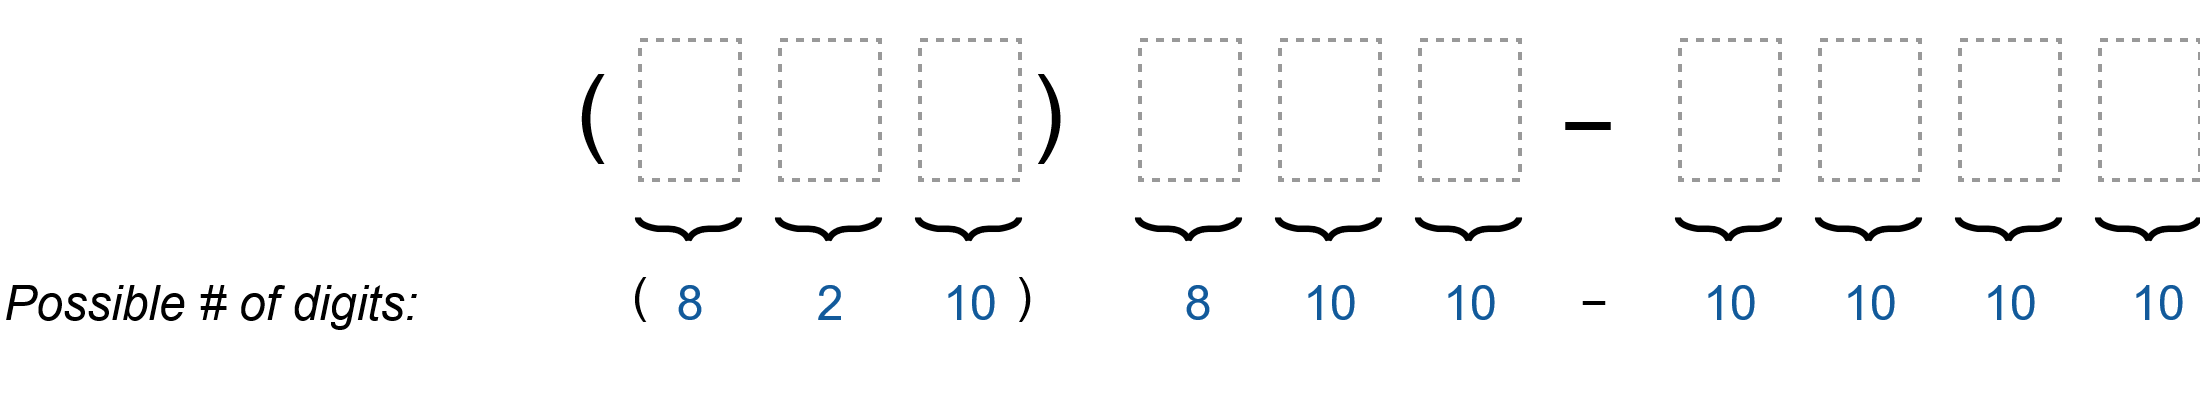 ( ) –
Possible # of digits: ( 8 2 10 ) 8 10 10 – 10 10 10 10